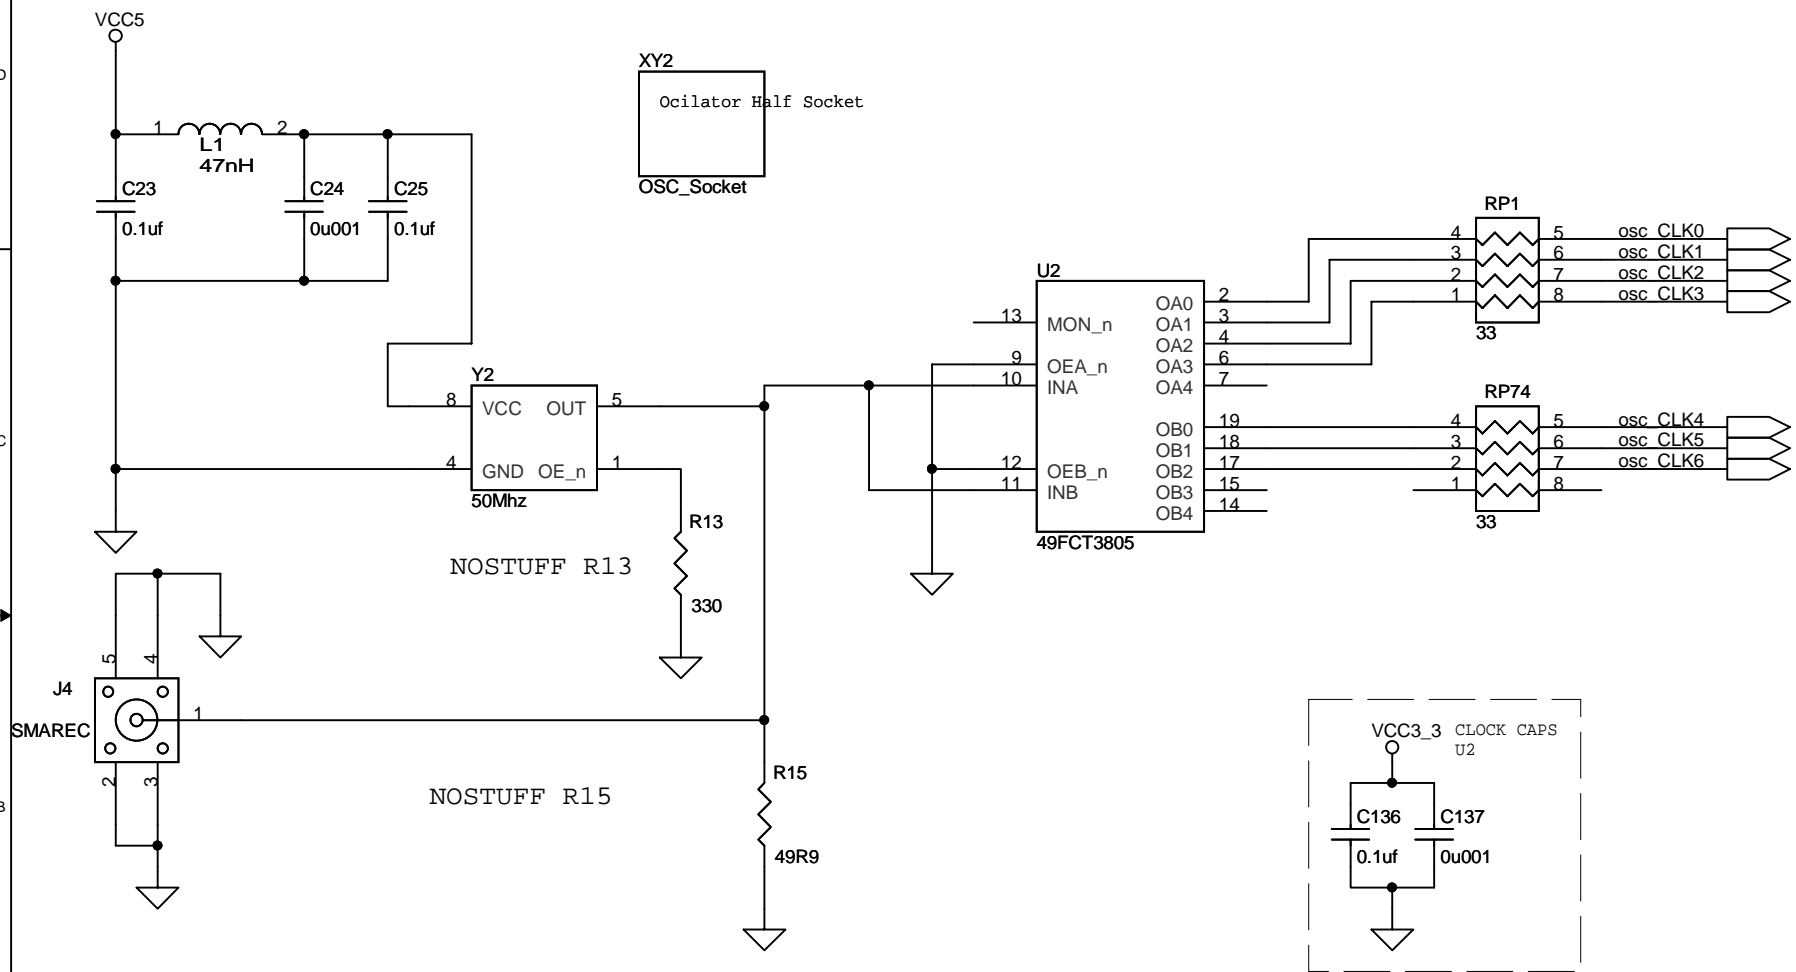 VCC5
D
XY2
Ocilator Half Socket
OSC_Socket
1
2
L1
47nH
C23
0.1uf
C24
0u001
C25
0.1uf
Y2
8
VCC
OUT
5
4
GND
OE_n
1
50Mhz
R13
330
NOSTUFF R13
C
U2
13
MON_n
9
OEA_n
10
INA
12
OEB_n
11
INB
OA0
2
OA1
3
OA2
4
OA3
6
OA4
7
OB0
19
OB1
18
OB2
17
OB3
15
OB4
14
49FCT3805
RP1
4
5
osc_CLK0
3
6
osc_CLK1
2
7
osc_CLK2
1
8
osc_CLK3
33
RP74
4
5
osc_CLK4
3
6
osc_CLK5
2
7
osc_CLK6
1
8
33
5
4
J4
SMAREC
1
2
3
B
NOSTUFF R15
R15
49R9
VCC3_3
CLOCK CAPS
U2
C136
0.1uf
C137
0u001